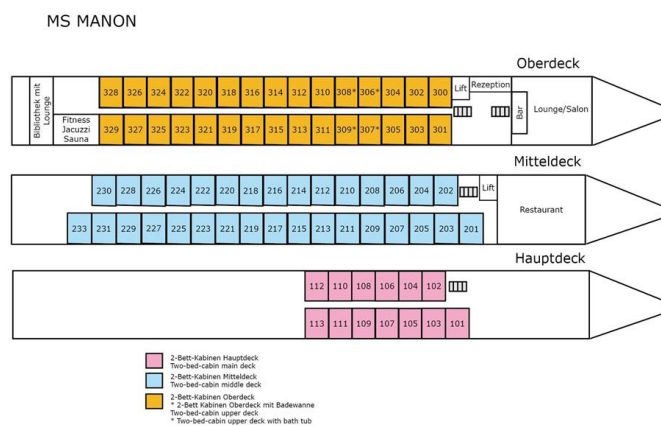 MS MANON
Oberdeck
328 326 324 322 320 318 316 314 312 310 308* 306* 304 302 300
Lift
Rezeption
Bibliothek mit
Lounge
Fitness
Jacuzzi
Sauna
329 327 325 323 321 319 317 315 313 311 309* 307* 305 303 301
Bar
Lounge/Salon
Mitteldeck
230 228 226 224 222 220 218 216 214 212 210 208 206 204 202
Lift
Restaurant
233 231 229 227 225 223 221 219 217 215 213 211 209 207 205 203 201
Hauptdeck
112 110 108 106 104 102
113 111 109 107 105 103 101
2-Bett-Kabinen Hauptdeck
Two-bed-cabin main deck
2-Bett-Kabinen Mitteldeck
Two-bed-cabin middle deck
2-Bett-Kabinen Oberdeck
* 2-Bett Kabinen Oberdeck mit Badewanne
Two-bed-cabin upper deck
* Two-bed-cabin upper deck with bath tub